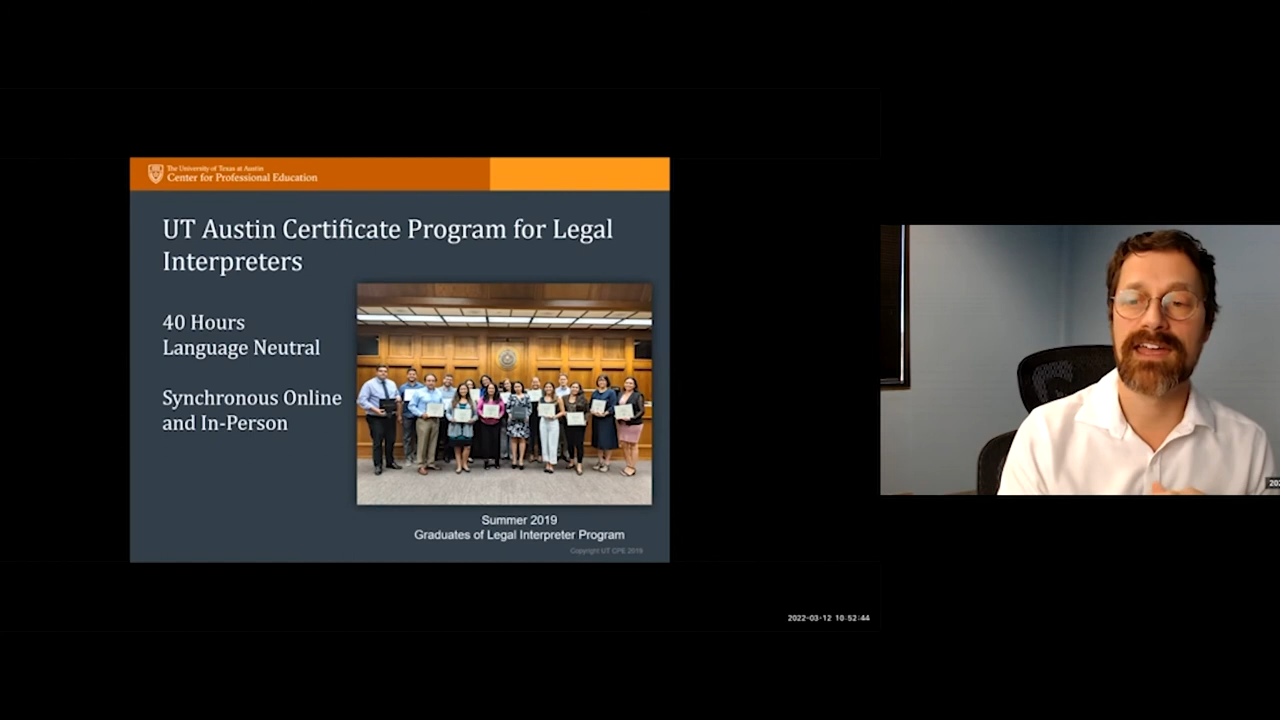 The University of Texas at Austin
Center for Professional Education
UT Austin Certificate Program for Legal
Interpreters
40 Hours
Language Neutral
Synchronous Online
and In-Person
Summer 2019
Graduates of Legal Interpreter Program
Copyright UT CPE 2019
2022-03-12 10:52:44